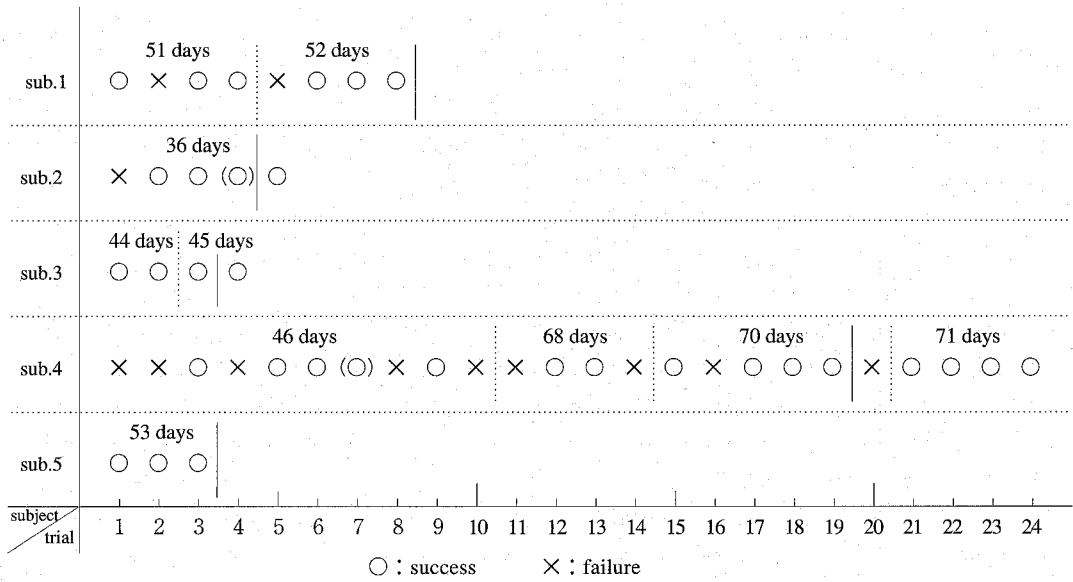 51 days 52 days
sub.1 ○ × ○ ○ × ○ ○ ○
36 days
sub.2 × ○ ○ (○) ○
44 days 45 days
sub.3 ○ ○ ○ ○
46 days 68 days 70 days 71 days
sub.4 × × ○ × ○ ○ (○) × ○ × × ○ ○ × ○ × ○ ○ ○ × ○ ○ ○ ○
53 days
sub.5 ○ ○ ○
subject
trial 1 2 3 4 5 6 7 8 9 10 11 12 13 14 15 16 17 18 19 20 21 22 23 24
○ : success × : failure